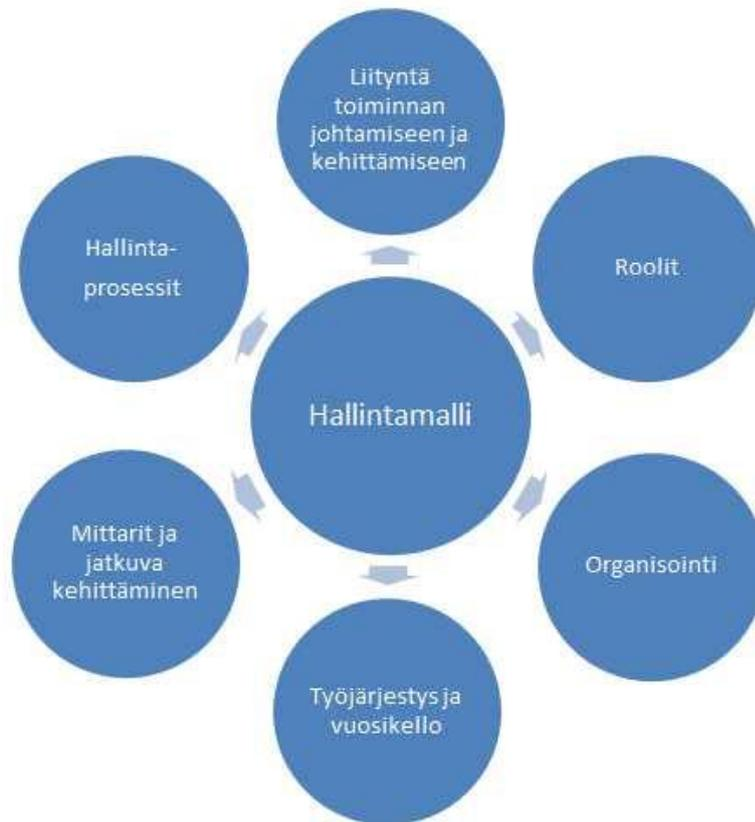 Liityntä
toiminnan
johtamiseen ja
kehittämiseen
Roolit
Organisointi
Työjärjestys ja
vuosikello
Mittarit ja
jatkuva
kehittäminen
Hallinta-
prosessit
Hallintamalli